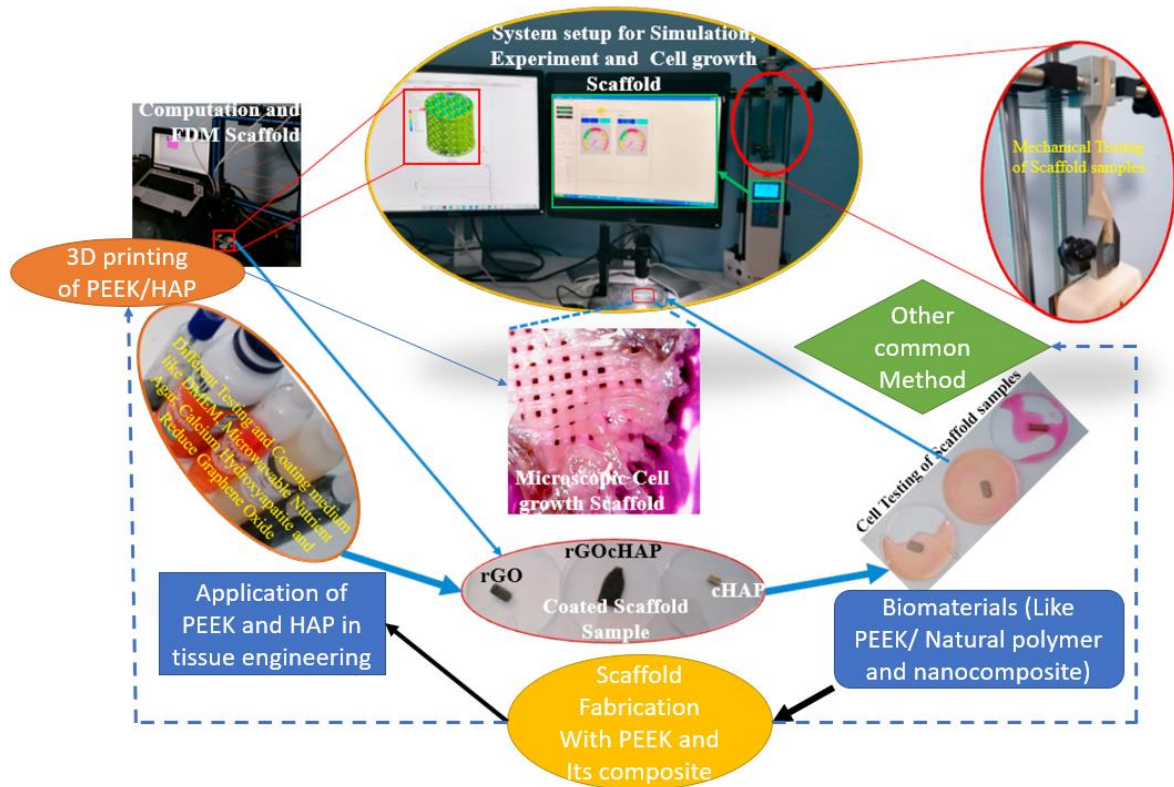 System setup for Simulation,
Experiment and Cell growth
Scaffold
Computation and
FDM Scaffold
Mechanical Testing
of Scaffold samples
3D printing
of PEEK/HAP
Other
common
Method
Different Testing and Coating medium
like DMEM, Microwavable Nutrient
Agar, Calcium Hydroxyapatite and
Reduce Graphene Oxide
Microscopic Cell
growth Scaffold
Cell Testing of Scaffold samples
rGO
rGOcHAP
cHAP
Coated Scaffold
Sample
Application of
PEEK and HAP in
tissue engineering
Biomaterials (Like
PEEK/ Natural polymer
and nanocomposite)
Scaffold
Fabrication
With PEEK and
Its composite